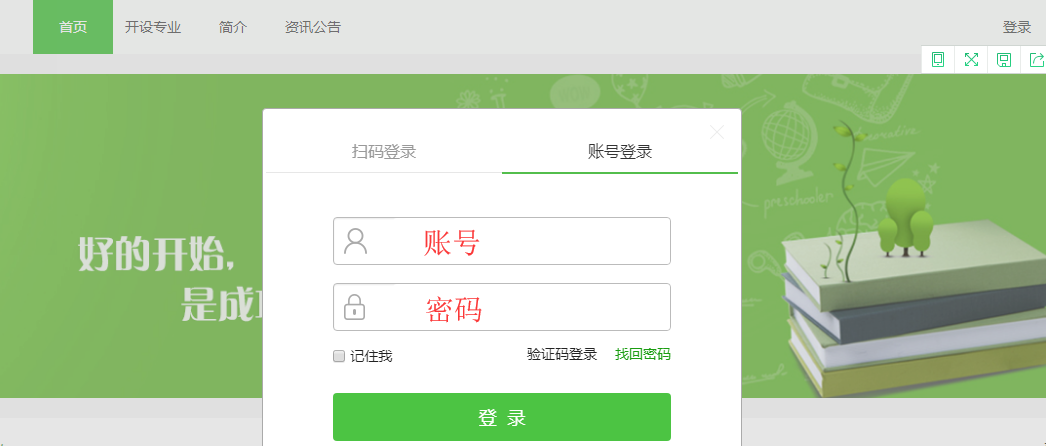 首页 开设专业 简介 资讯公告 登录
扫码登录 账号登录
creative
preschooler
好的开始，
是成
账号
密码
记住我 验证码登录 找回密码
登 录